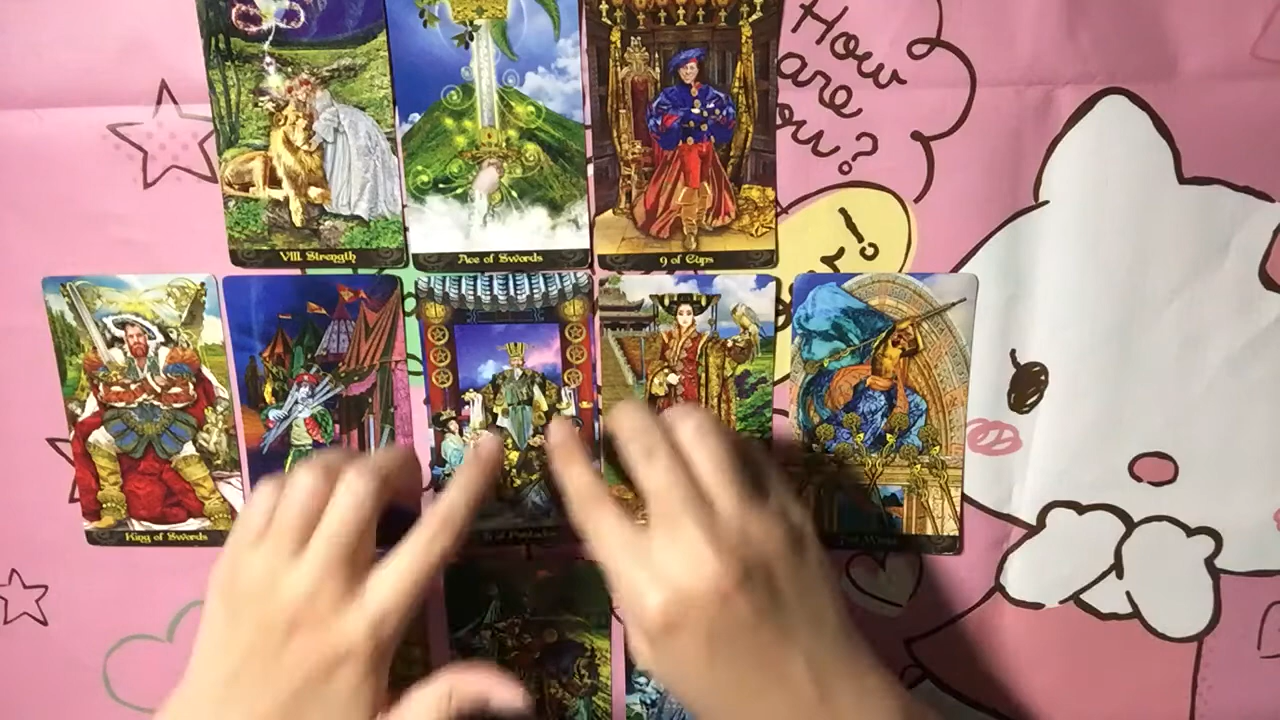 How
are
you?
VIII. Strength
Ace of Swords
9 of Cups
King of Swords